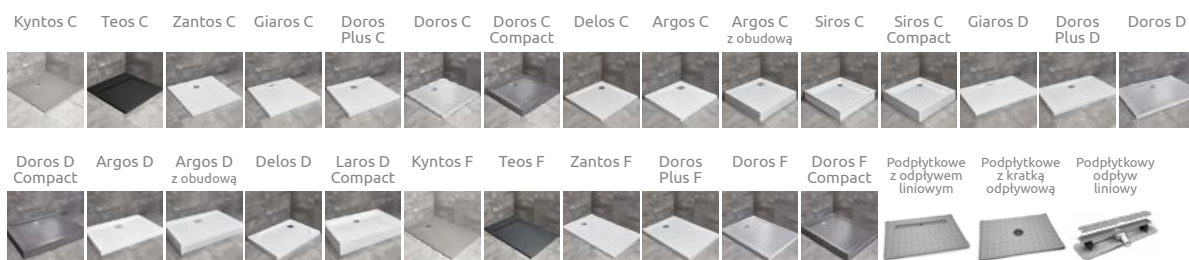 Kyntos C
Teos C
Zantos C
Giaros C
Doros
Plus C
Doros C
Doros C
Compact
Delos C
Argos C
Argos C
z obudową
Siros C
Siros C
Compact
Giaros D
Doros
Plus D
Doros D
Doros D
Compact
Argos D
Argos D
z obudową
Delos D
Laros D
Compact
Kyntos F
Teos F
Zantos F
Doros
Plus F
Doros F
Doros F
Compact
Podpłytkowe
z odpływem
liniowym
Podpłytkowe
z kratką
odpływową
Podpłytkowy
odpływ
liniowy